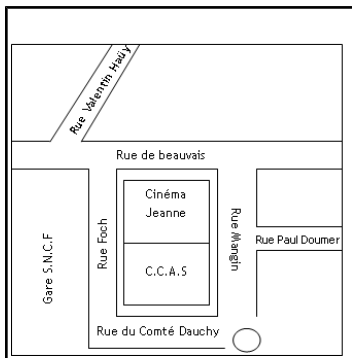 Rue Valentin Haüy
Rue de beauvais
Cinéma
Jeanne
Rue Foch
Rue Mangin
Gare S.N.C.F
Rue Paul Doumer
C.C.A.S
Rue du Comté Dauchy